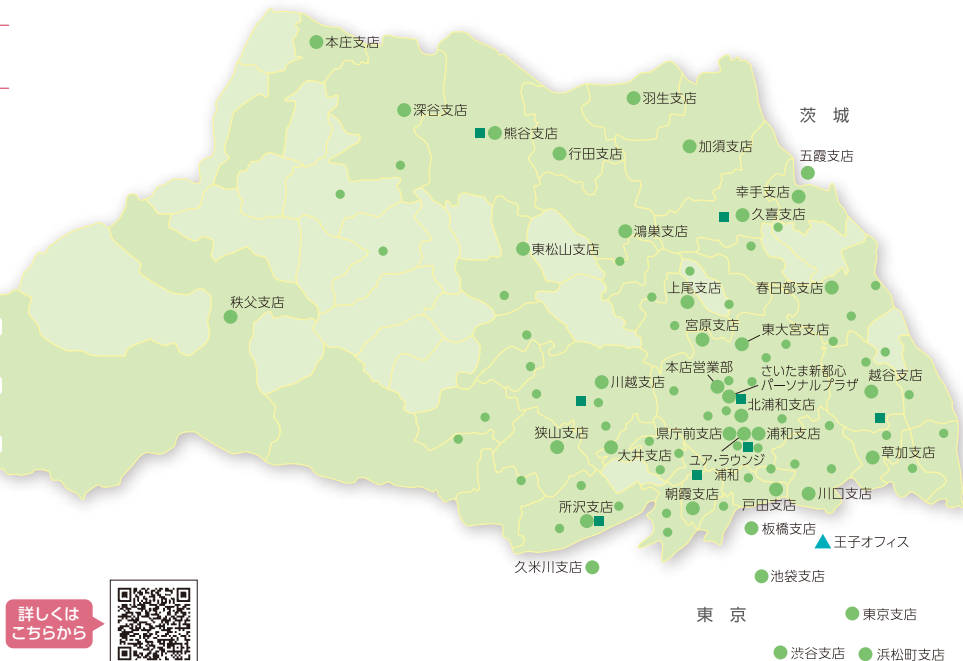 本庄支店
深谷支店
羽生支店
茨 城
熊谷支店
行田支店
加須支店
五霞支店
幸手支店
久喜支店
鴻巣支店
東松山支店
上尾支店
春日部支店
秩父支店
宮原支店
東大宮支店
本店営業部
さいたま新都心
パーソナルプラザ
越谷支店
川越支店
北浦和支店
狭山支店
県庁前支店
浦和支店
大井支店
ユア・ラウンジ
浦和
草加支店
朝霞支店
戸田支店
川口支店
所沢支店
板橋支店
王子オフィス
久米川支店
池袋支店
詳しくは
こちらから
東 京
東京支店
渋谷支店
浜松町支店